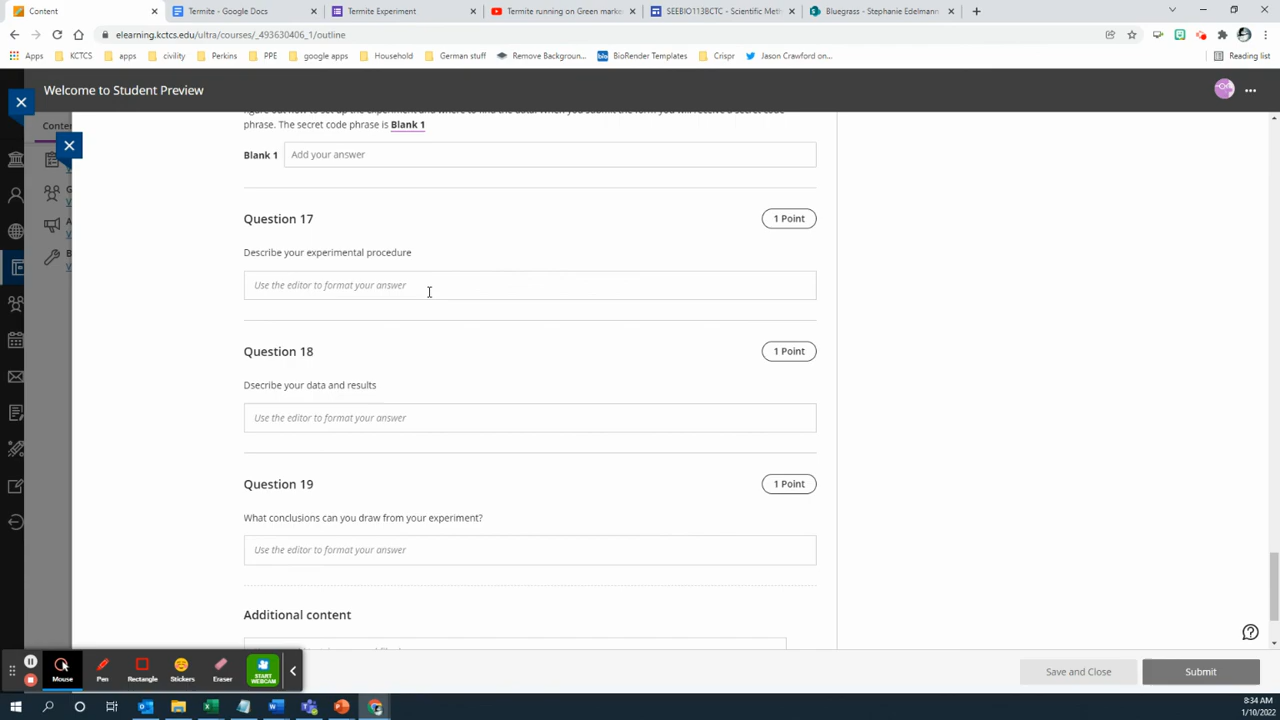 Content
Termite - Google Docs
Termite Experiment
Termite running on Green marke
SEEBIO113BCTC - Scientific Meth
Bluegrass - Stephanie Edelmann
elearning.kctcs.edu/ultra/courses/_493630406_1/outline
Apps
KCTCS
apps
civility
Perkins
PPE
google apps
Household
German stuff
Remove Backgroun...
BioRender Templates
Crispr
Jason Crawford on...
Reading list
Welcome to Student Preview
Conte
phrase. The secret code phrase is Blank 1
Blank 1
Add your answer
Question 17
1 Point
Describe your experimental procedure
Use the editor to format your answer
Question 18
1 Point
Dsecribe your data and results
Use the editor to format your answer
Question 19
1 Point
What conclusions can you draw from your experiment?
Use the editor to format your answer
Additional content
Mouse
Pen
Rectangle
Stickers
Eraser
START WEBCAM
Save and Close
Submit
8:34 AM
1/10/2022